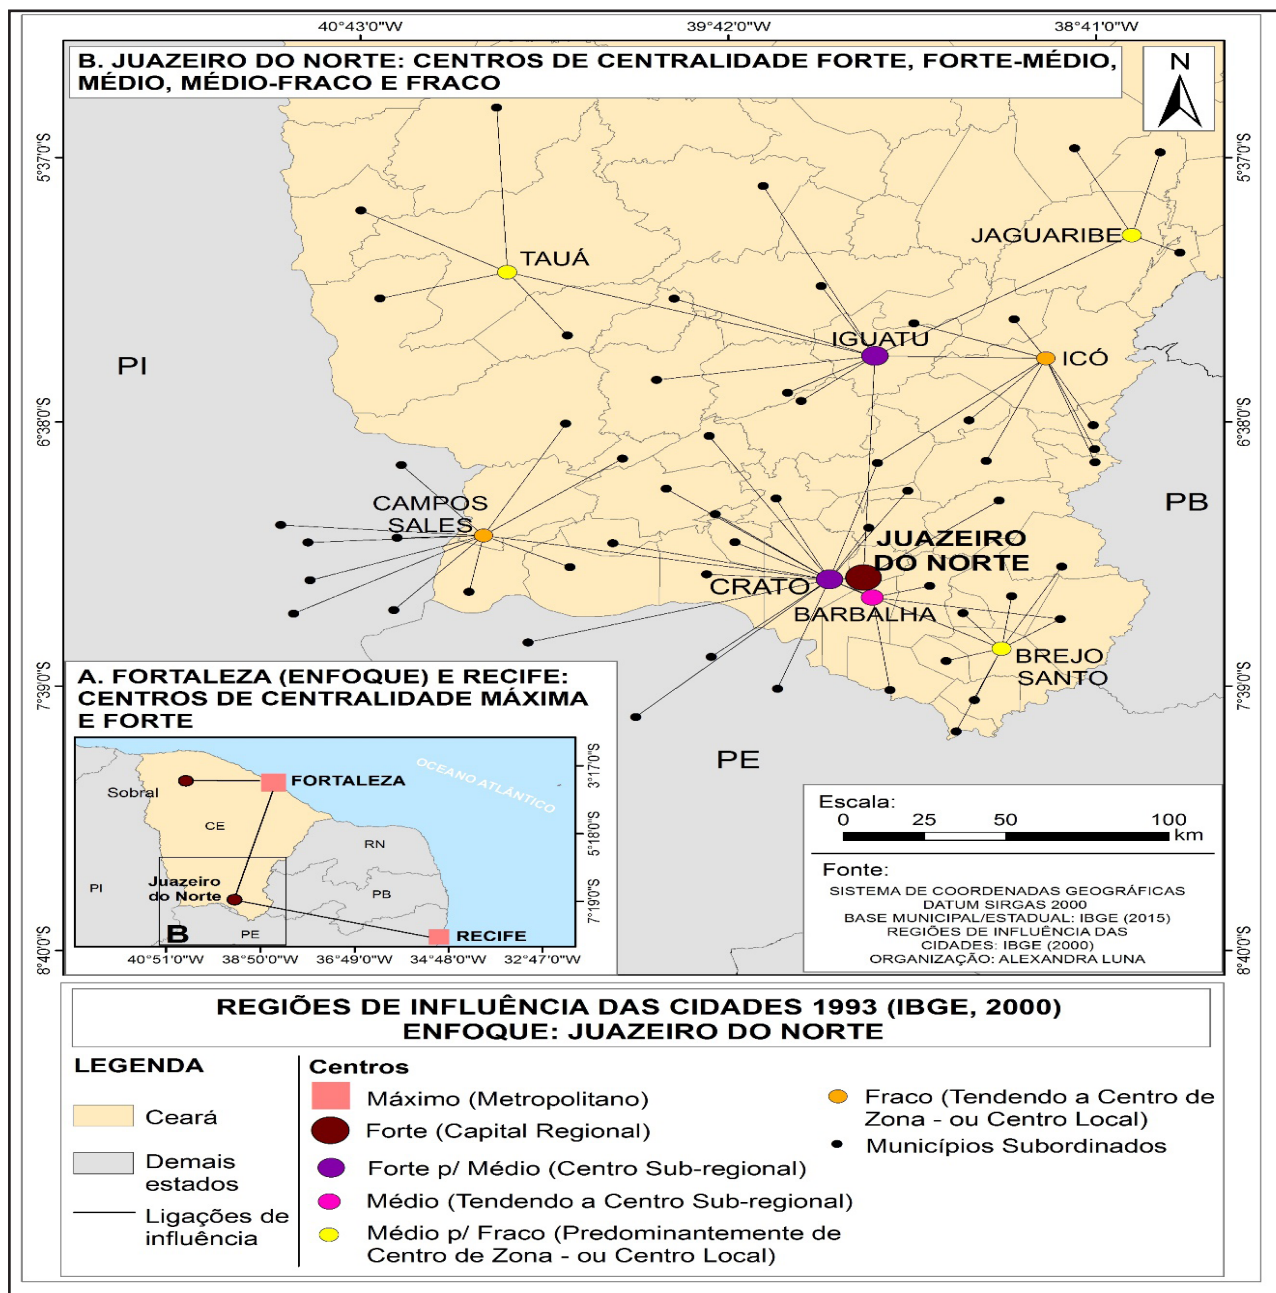 40°43'0"W
39°42'0"W
38°41'0"W
B. JUAZEIRO DO NORTE: CENTROS DE CENTRALIDADE FORTE, FORTE-MÉDIO,
MÉDIO, MÉDIO-FRACO E FRACO
N
5°37'0"S
5°37'0"S
JAGUARIBE
TAUÁ
IGUATU
ICÓ
PI
6°38'0"S
6°38'0"S
CAMPOS
SALES
PB
JUAZEIRO
DO NORTE
CRATO
BARBALHA
BREJO
SANTO
7°39'0"S
7°39'0"S
PE
A. FORTALEZA (ENFOQUE) E RECIFE:
CENTROS DE CENTRALIDADE MÁXIMA
E FORTE
OCEANO ATLÂNTICO
FORTALEZA
Sobral
CE
RN
PI
Juazeiro
do Norte
PB
PE
B
RECIFE
3°17'0"S
5°18'0"S
7°19'0"S
40°51'0"W
38°50'0"W
36°49'0"W
34°48'0"W
32°47'0"W
Escala:
0 25 50 100
km
Fonte:
SISTEMA DE COORDENADAS GEOGRÁFICAS
DATUM SIRGAS 2000
BASE MUNICIPAL/ESTADUAL: IBGE (2015)
REGIÕES DE INFLUÊNCIA DAS
CIDADES: IBGE (2000)
ORGANIZAÇÃO: ALEXANDRA LUNA
8°40'0"S
8°40'0"S
REGIÕES DE INFLUÊNCIA DAS CIDADES 1993 (IBGE, 2000)
ENFOQUE: JUAZEIRO DO NORTE
LEGENDA
Ceará
Demais
estados
Ligações de
influência
Centros
Máximo (Metropolitano)
Forte (Capital Regional)
Forte p/ Médio (Centro Sub-regional)
Médio (Tendendo a Centro Sub-regional)
Médio p/ Fraco (Predominantemente de
Centro de Zona - ou Centro Local)
Fraco (Tendendo a Centro de
Zona - ou Centro Local)
Municípios Subordinados